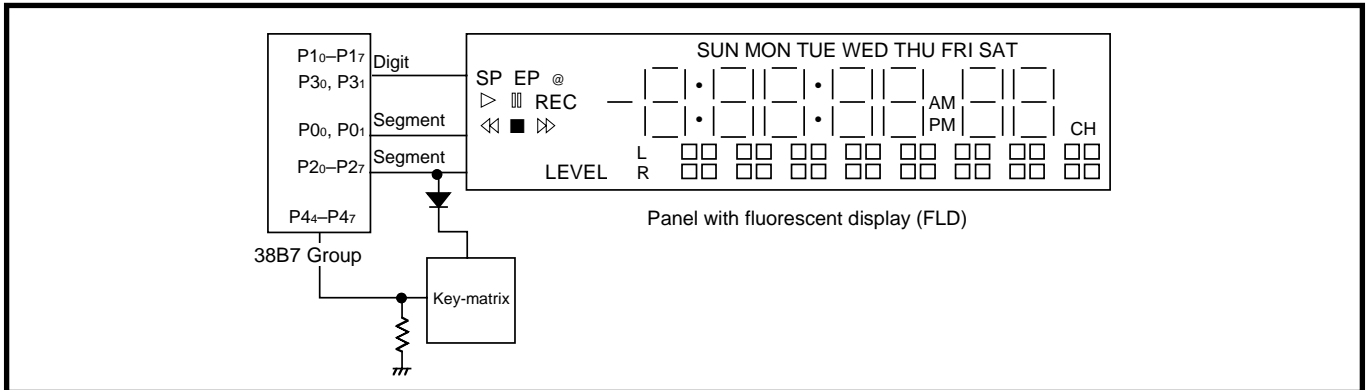 P10–P17
P30, P31
Digit
P00, P01
Segment
P20–P27
Segment
P44–P47
38B7 Group
Key-matrix
SUN MON TUE WED THU FRI SAT
SP EP @
REC
AM
PM
CH
L
LEVEL R
Panel with fluorescent display (FLD)